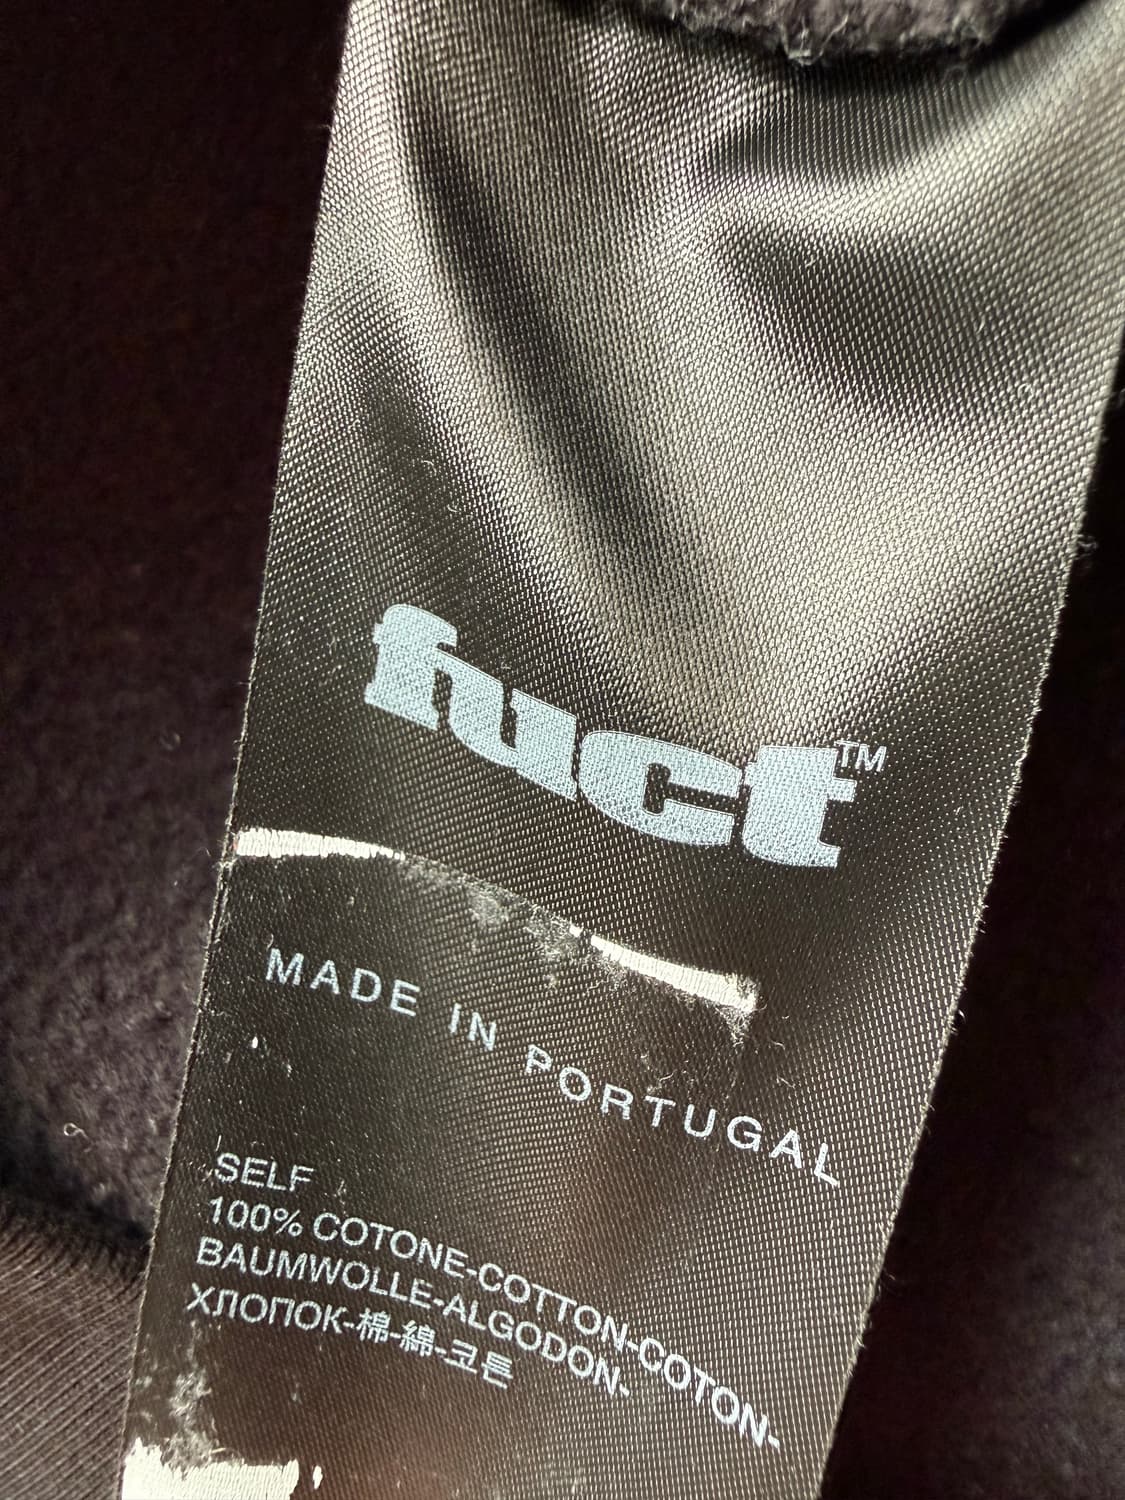 fuct™
MADE IN PORTUGAL
SELF
100% COTONE-COTTON-COTON-
BAUMWOLLE-ALGODON-
ХЛОПОК-棉-綿-코튼